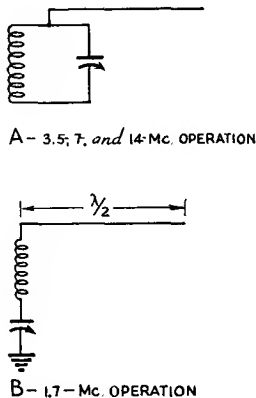 A - 3.5, 7, and 14-Mc. OPERATION
λ/2
B - 1.7 - Mc. OPERATION